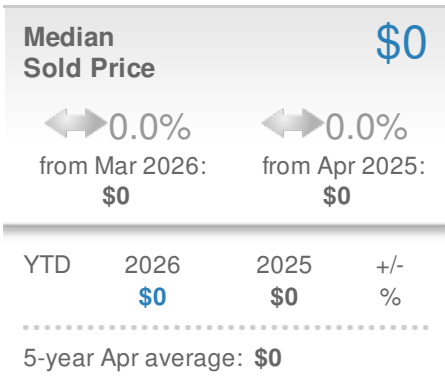 Median $0
Sold Price
0.0% 0.0%
from Mar 2026: from Apr 2025:
$0 $0
YTD 2026 2025 +/-
$0 $0 %
5-year Apr average: $0